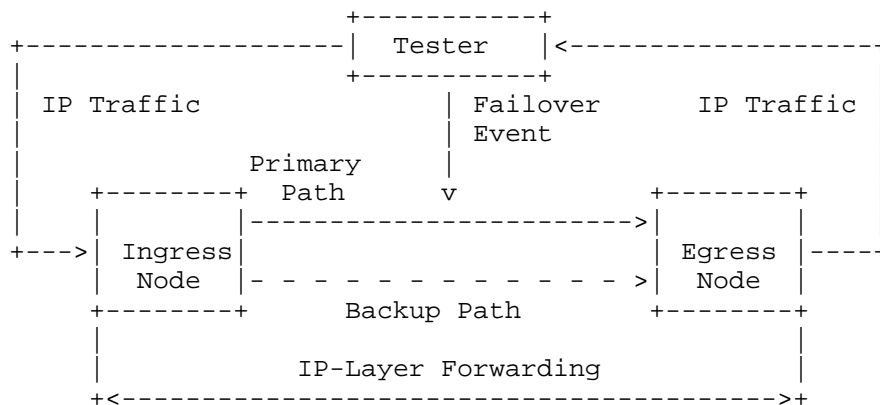 Tester
IP Traffic Failover IP Traffic
Event
Primary
Path
Ingress Egress
Node Node
Backup Path
IP-Layer Forwarding